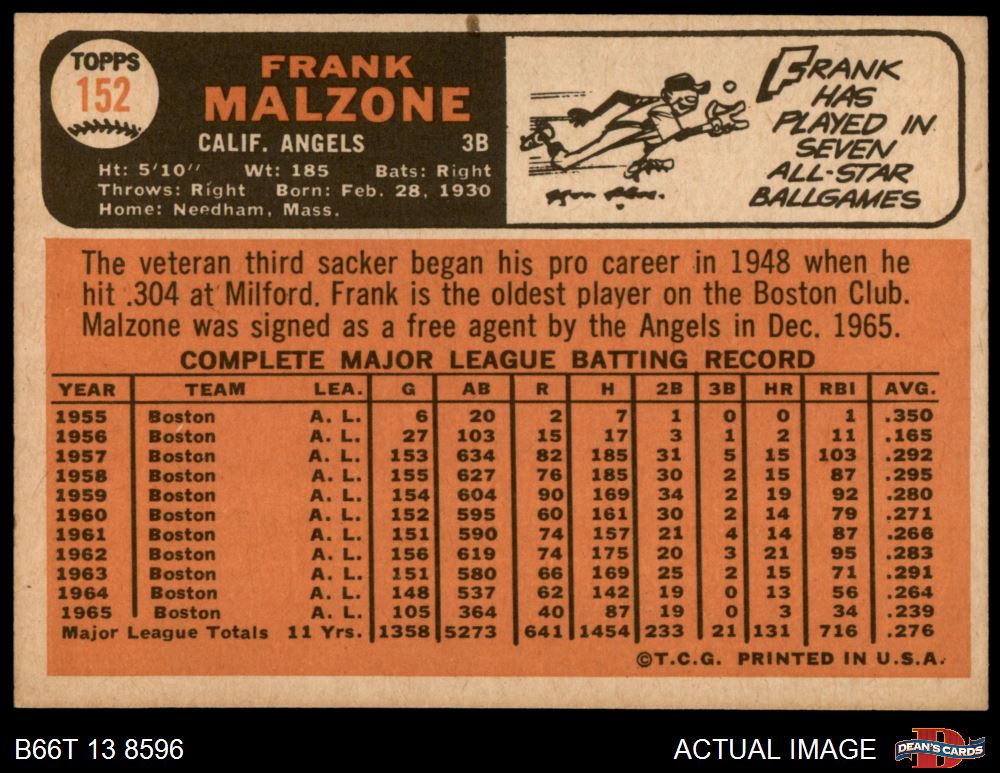 TOPPS
152
FRANK
MALZONE
CALIF. ANGELS 3B
Ht: 5'10" Wt: 185 Bats: Right
Throws: Right Born: Feb. 28, 1930
Home: Needham, Mass.
FRANK
HAS
PLAYED IN
SEVEN
ALL-STAR
BALLGAMES
The veteran third sacker began his pro career in 1948 when he
hit .304 at Milford. Frank is the oldest player on the Boston Club.
Malzone was signed as a free agent by the Angels in Dec. 1965.
COMPLETE MAJOR LEAGUE BATTING RECORD
YEAR TEAM LEA. G AB R H 2B 3B HR RBI AVG.
1955 Boston A. L. 6 20 2 7 1 0 0 1 .350
1956 Boston A. L. 27 103 15 17 3 1 2 11 .165
1957 Boston A. L. 153 634 82 185 31 5 15 103 .292
1958 Boston A. L. 155 627 76 185 30 2 15 87 .295
1959 Boston A. L. 154 604 90 169 34 2 19 92 .280
1960 Boston A. L. 152 595 60 161 30 2 14 79 .271
1961 Boston A. L. 151 590 74 157 21 4 14 87 .266
1962 Boston A. L. 156 619 74 175 20 3 21 95 .283
1963 Boston A. L. 151 580 66 169 25 2 15 71 .291
1964 Boston A. L. 148 537 62 142 19 0 13 56 .264
1965 Boston A. L. 105 364 40 87 19 0 3 34 .239
Major League Totals 11 Yrs. 1358 5273 641 1454 233 21 131 716 .276
©T.C.G. PRINTED IN U.S.A.
B66T 13 8596
ACTUAL IMAGE
D
DEAN'S CARDS